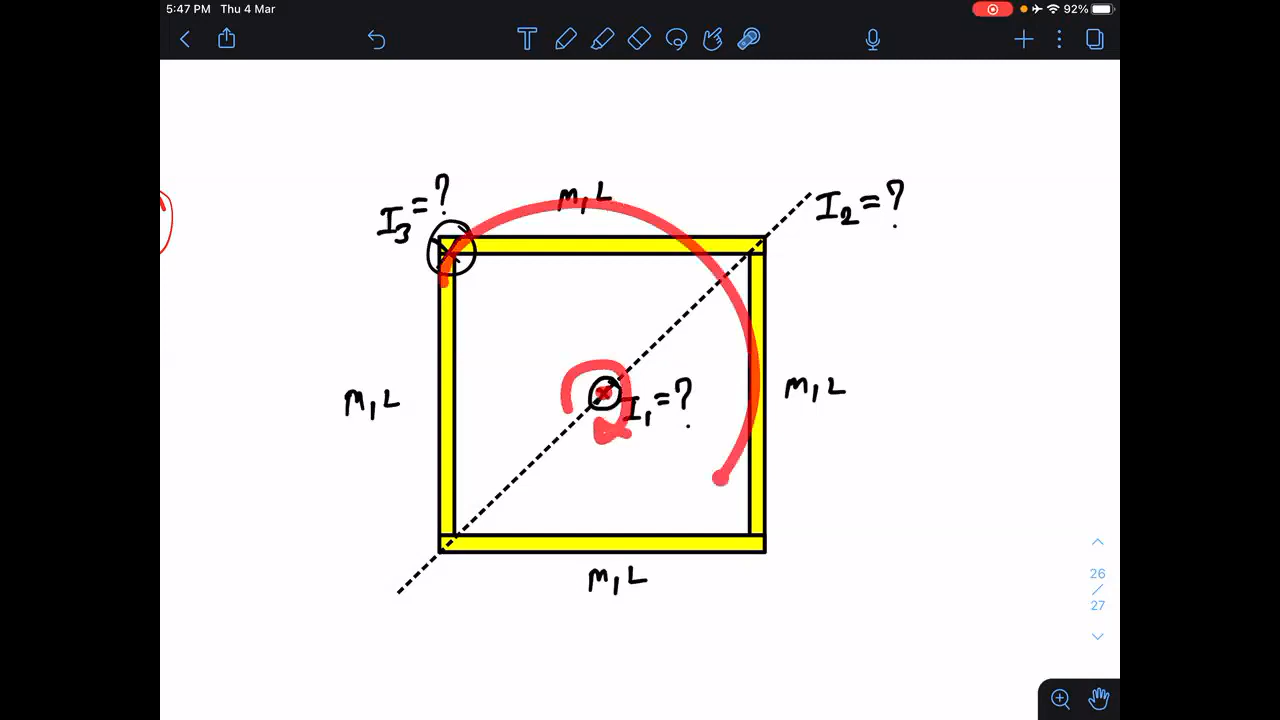 5:47 PM Thu 4 Mar
92%
I₃=?
m, L
I₂=?
m, L
I₁=?
m, L
m, L
26
/
27